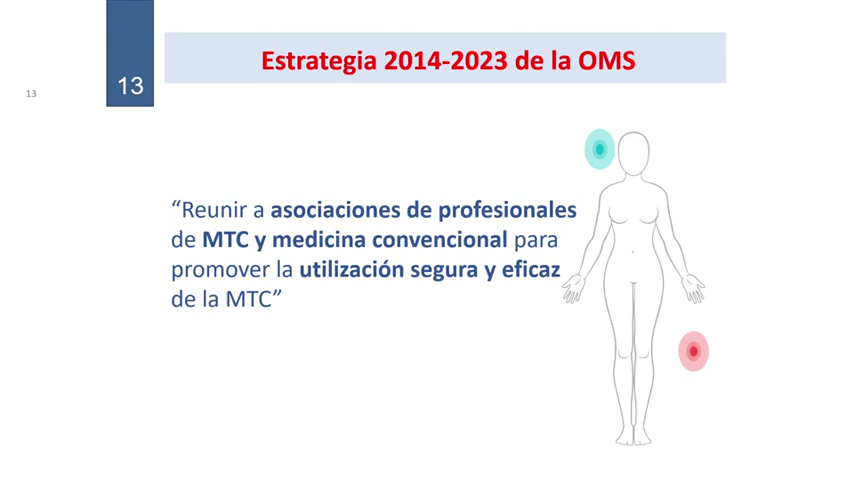 13
13
Estrategia 2014-2023 de la OMS
“Reunir a asociaciones de profesionales
de MTC y medicina convencional para
promover la utilización segura y eficaz
de la MTC”